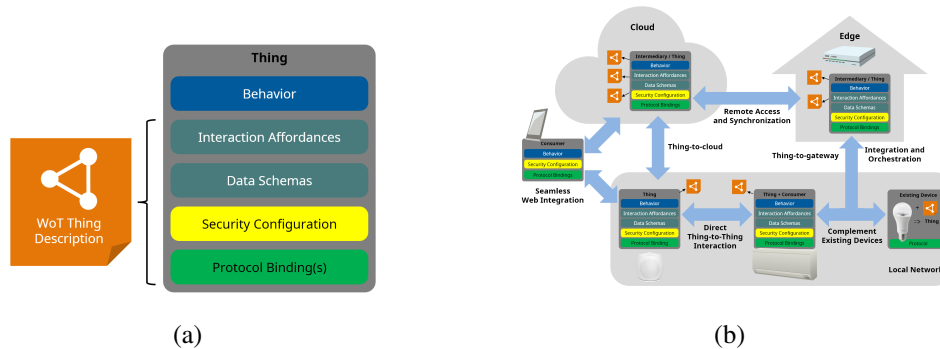 Thing
Behavior
Interaction Affordances
Data Schemas
Security Configuration
Protocol Binding(s)
WoT Thing
Description
(a)
Cloud
Intermediary / Thing
Behavior
Interaction Affordances
Data Schemas
Security Configuration
Protocol Bindings
Edge
Intermediary / Thing
Behavior
Interaction Affordances
Data Schemas
Security Configuration
Protocol Bindings
Remote Access
and Synchronization
Consumer
Behavior
Security Configuration
Protocol Bindings
Seamless
Web Integration
Thing-to-cloud
Thing-to-gateway
Integration and
Orchestration
Thing
Behavior
Interaction Affordances
Data Schemas
Security Configuration
Protocol Binding
Direct
Thing-to-Thing
Interaction
Thing + Consumer
Behavior
Interaction Affordances
Data Schemas
Security Configuration
Protocol Bindings
Complement
Existing Devices
Existing Device
+
=> Thing
Protocol
Local Network
(b)